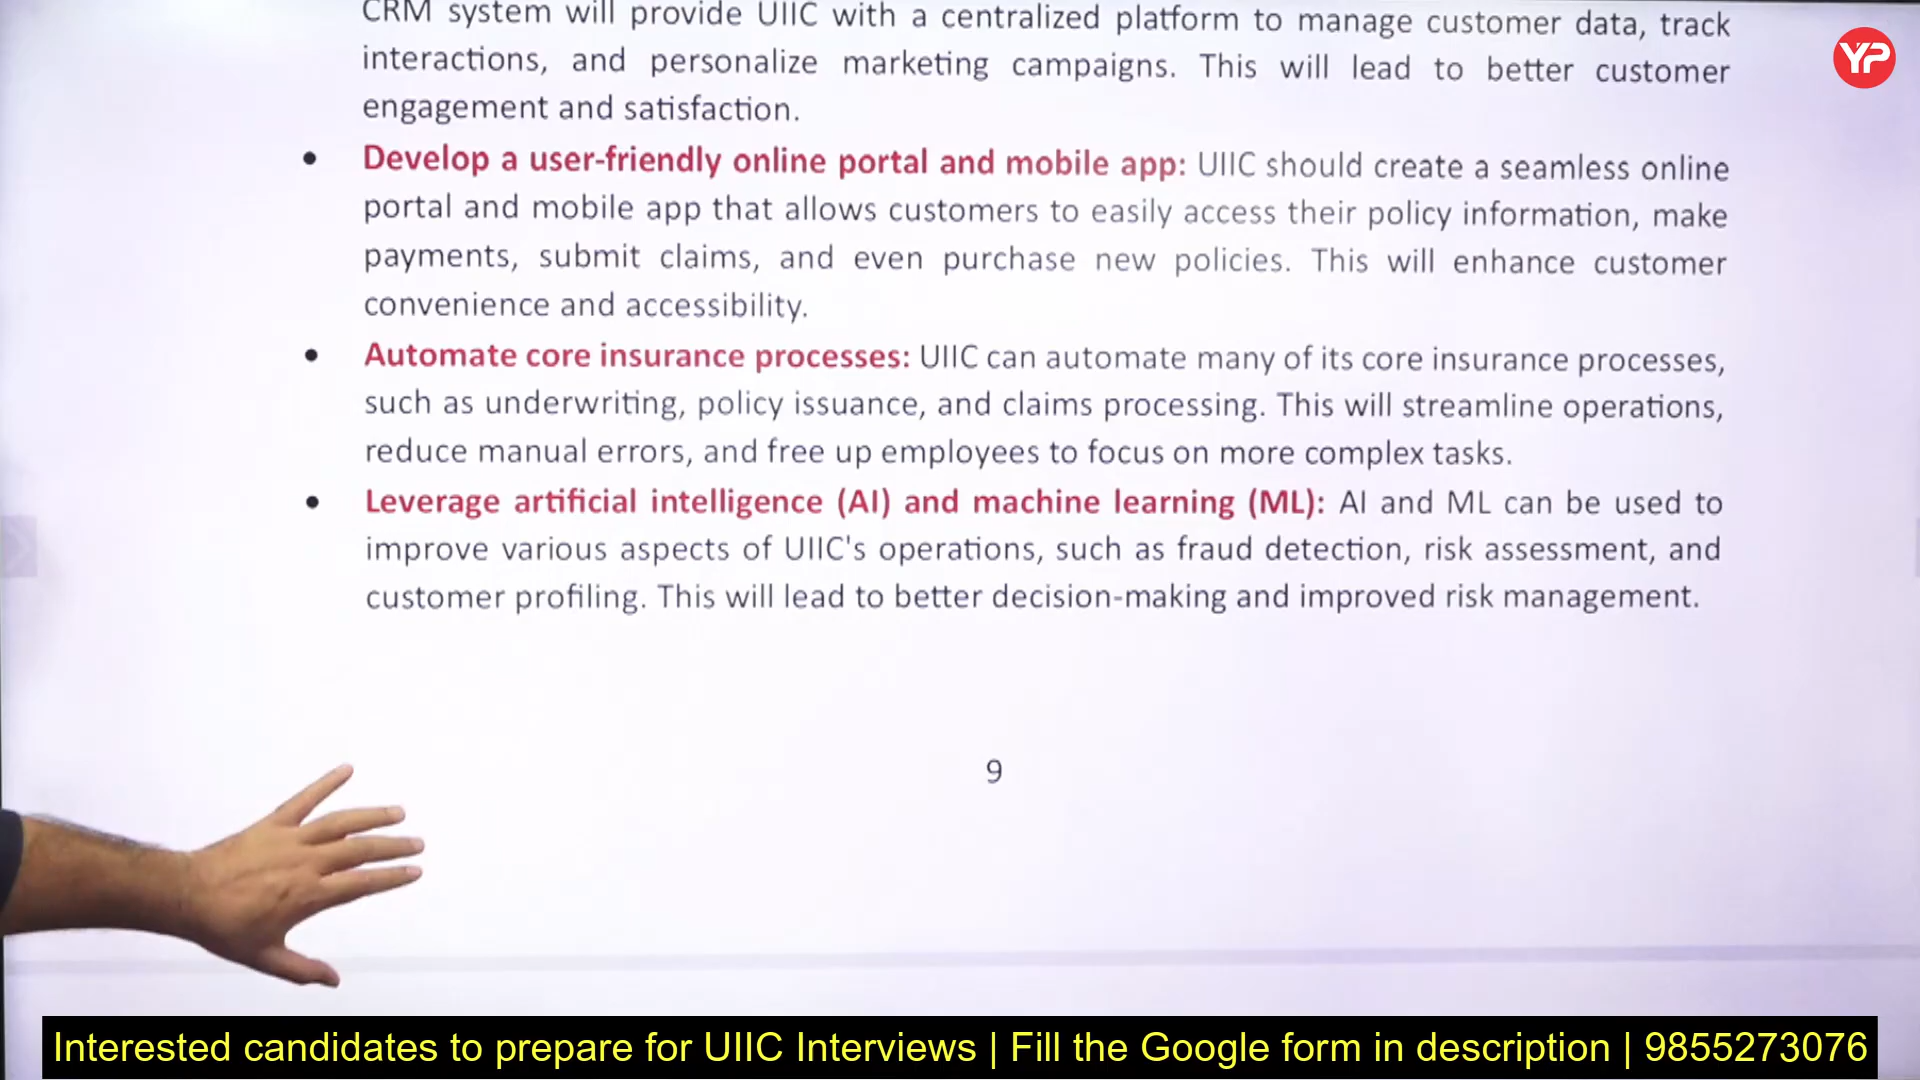 CRM system will provide UIIC with a centralized platform to manage customer data, track
YP
interactions, and personalize marketing campaigns. This will lead to better customer
engagement and satisfaction.
• Develop a user-friendly online portal and mobile app: UIIC should create a seamless online
portal and mobile app that allows customers to easily access their policy information, make
payments, submit claims, and even purchase new policies. This will enhance customer
convenience and accessibility.
• Automate core insurance processes: UIIC can automate many of its core insurance processes,
such as underwriting, policy issuance, and claims processing. This will streamline operations,
reduce manual errors, and free up employees to focus on more complex tasks.
• Leverage artificial intelligence (AI) and machine learning (ML): AI and ML can be used to
improve various aspects of UIIC's operations, such as fraud detection, risk assessment, and
customer profiling. This will lead to better decision-making and improved risk management.
9
Interested candidates to prepare for UIIC Interviews | Fill the Google form in description | 9855273076